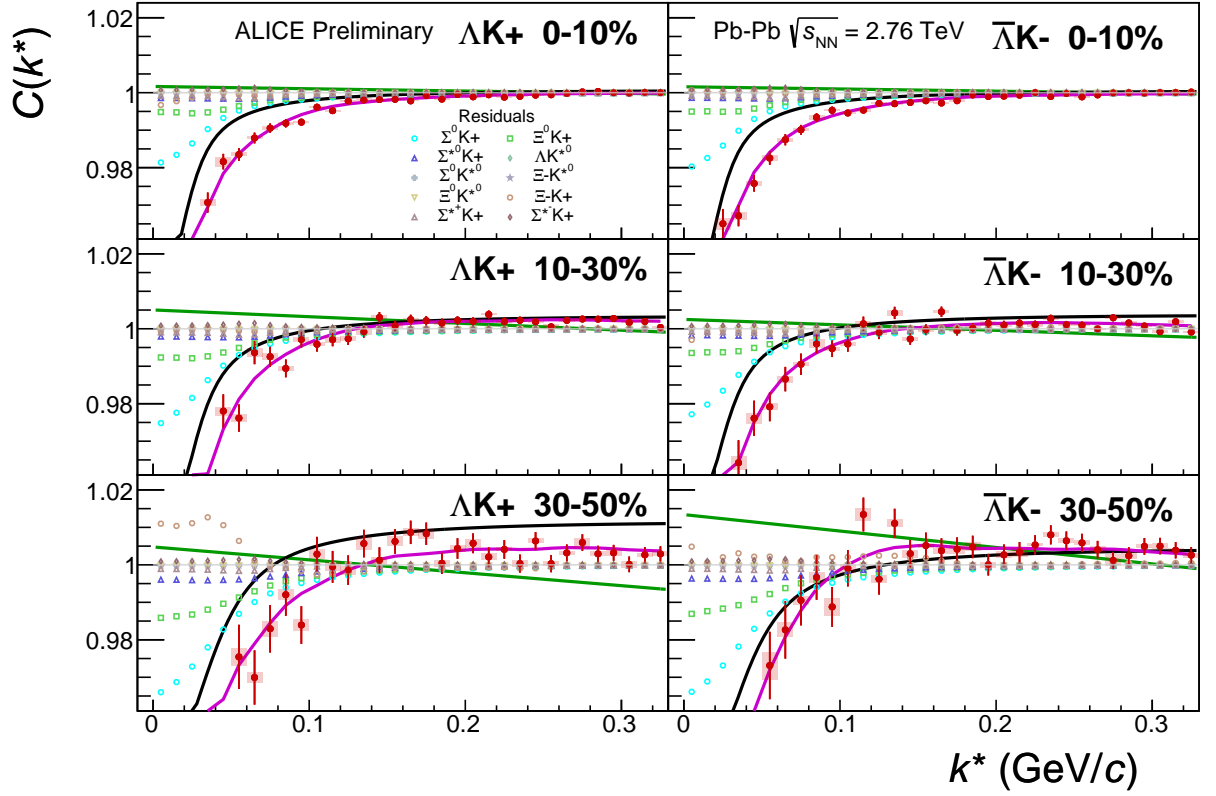 C(k*)
ALICE Preliminary
ΛK+ 0-10%
Pb-Pb √sNN = 2.76 TeV
Λ̅K- 0-10%
1.02
1
0.98
Residuals
Σ⁰K+
Ξ⁰K+
Σ*⁰K+
ΛK*⁰
Σ⁰K*⁰
Ξ-K*⁰
Ξ⁰K*⁰
Ξ-K+
Σ*⁺K+
Σ*⁻K+
ΛK+ 10-30%
Λ̅K- 10-30%
1.02
1
0.98
ΛK+ 30-50%
Λ̅K- 30-50%
1.02
1
0.98
0 0.1 0.2 0.3
0 0.1 0.2 0.3
k* (GeV/c)